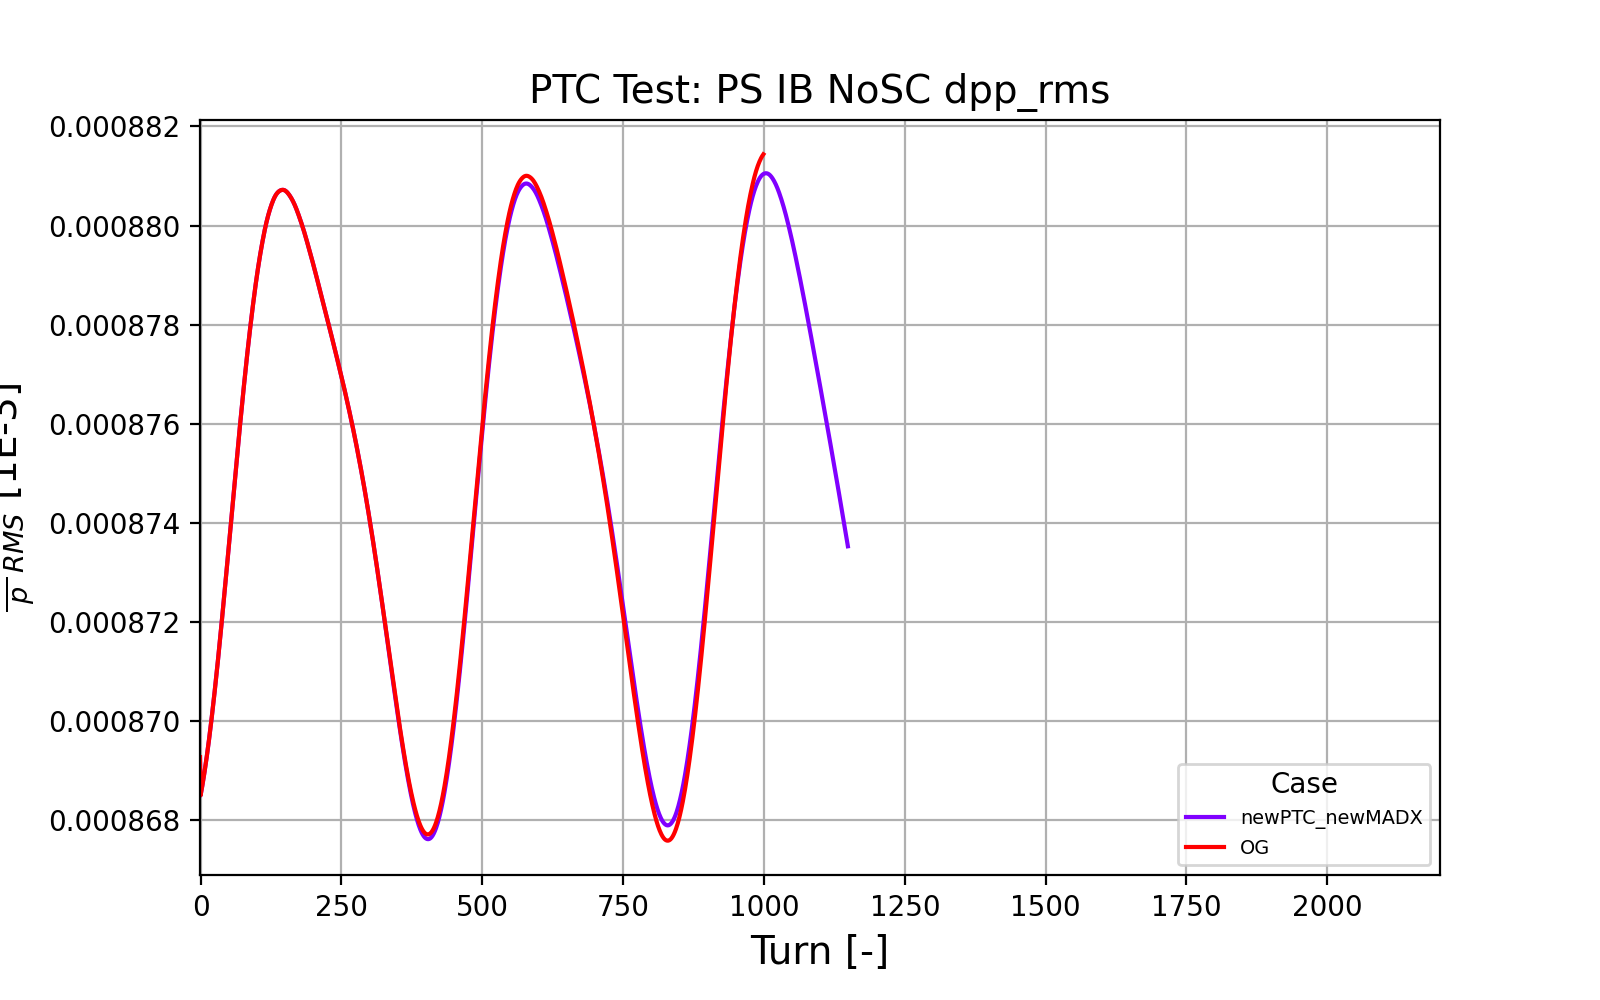 PTC Test: PS IB NoSC dpp_rms
0.000882
0.000880
0.000878
0.000876
0.000874
0.000872
0.000870
0.000868
p RMS
0 250 500 750 1000 1250 1500 1750 2000
Turn [-]
Case
newPTC_newMADX
OG